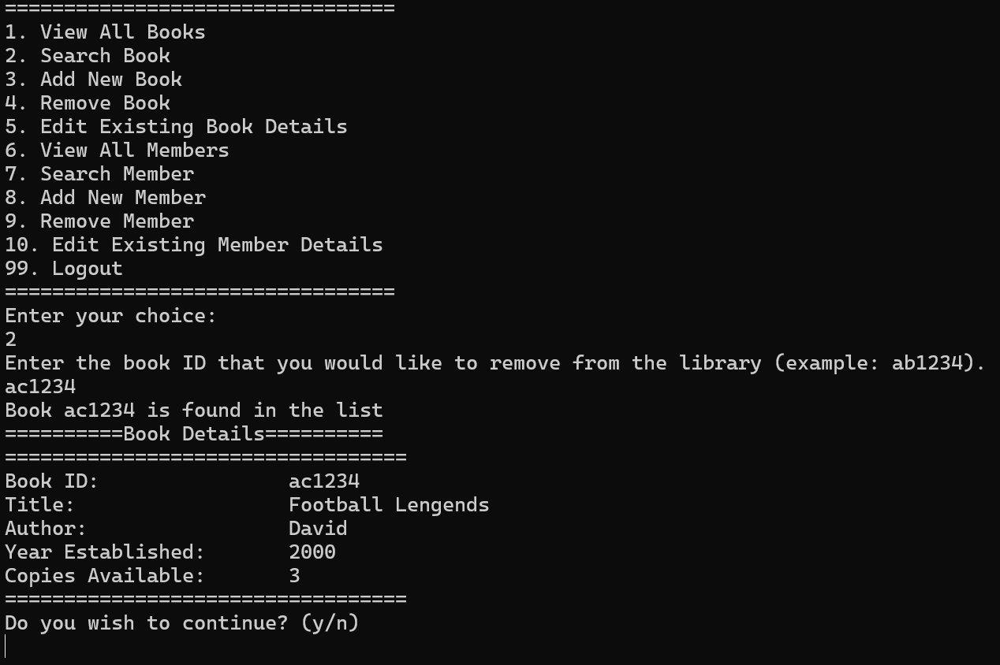 =================================
1. View All Books
2. Search Book
3. Add New Book
4. Remove Book
5. Edit Existing Book Details
6. View All Members
7. Search Member
8. Add New Member
9. Remove Member
10. Edit Existing Member Details
99. Logout
=================================
Enter your choice:
2
Enter the book ID that you would like to remove from the library (example: ab1234).
ac1234
Book ac1234 is found in the list
==========Book Details==========
==================================
Book ID:                ac1234
Title:                  Football Lengends
Author:                 David
Year Established:       2000
Copies Available:       3
==================================
Do you wish to continue? (y/n)